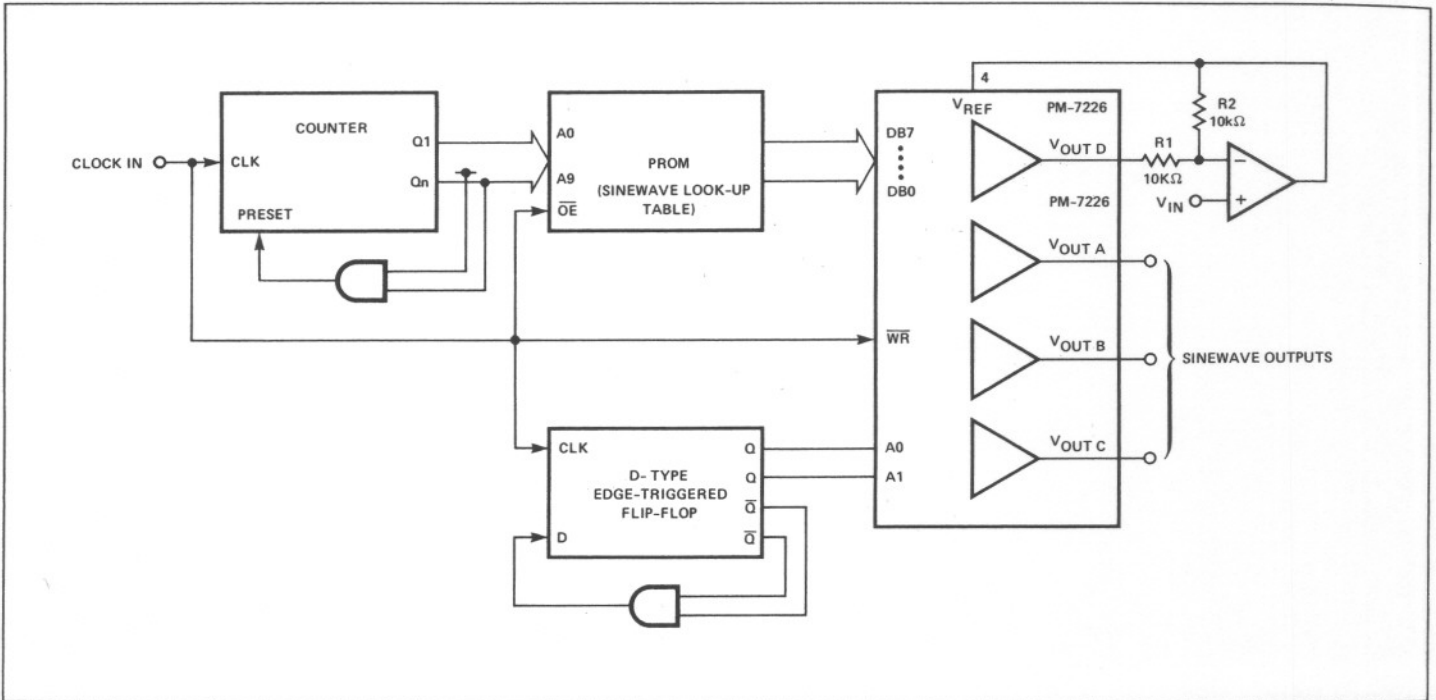 COUNTER
CLOCK IN
CLK
Q1
Qn
PRESET
A0
A9
O̅E̅
PROM
(SINEWAVE LOOK-UP
TABLE)
4
VREF
PM-7226
DB7
DB0
VOUT D
R1
10KΩ
R2
10kΩ
−
+
VIN
PM-7226
VOUT A
W̅R̅
VOUT B
SINEWAVE OUTPUTS
CLK
D
D- TYPE
EDGE-TRIGGERED
FLIP-FLOP
Q
Q
Q̅
Q̅
A0
A1
VOUT C